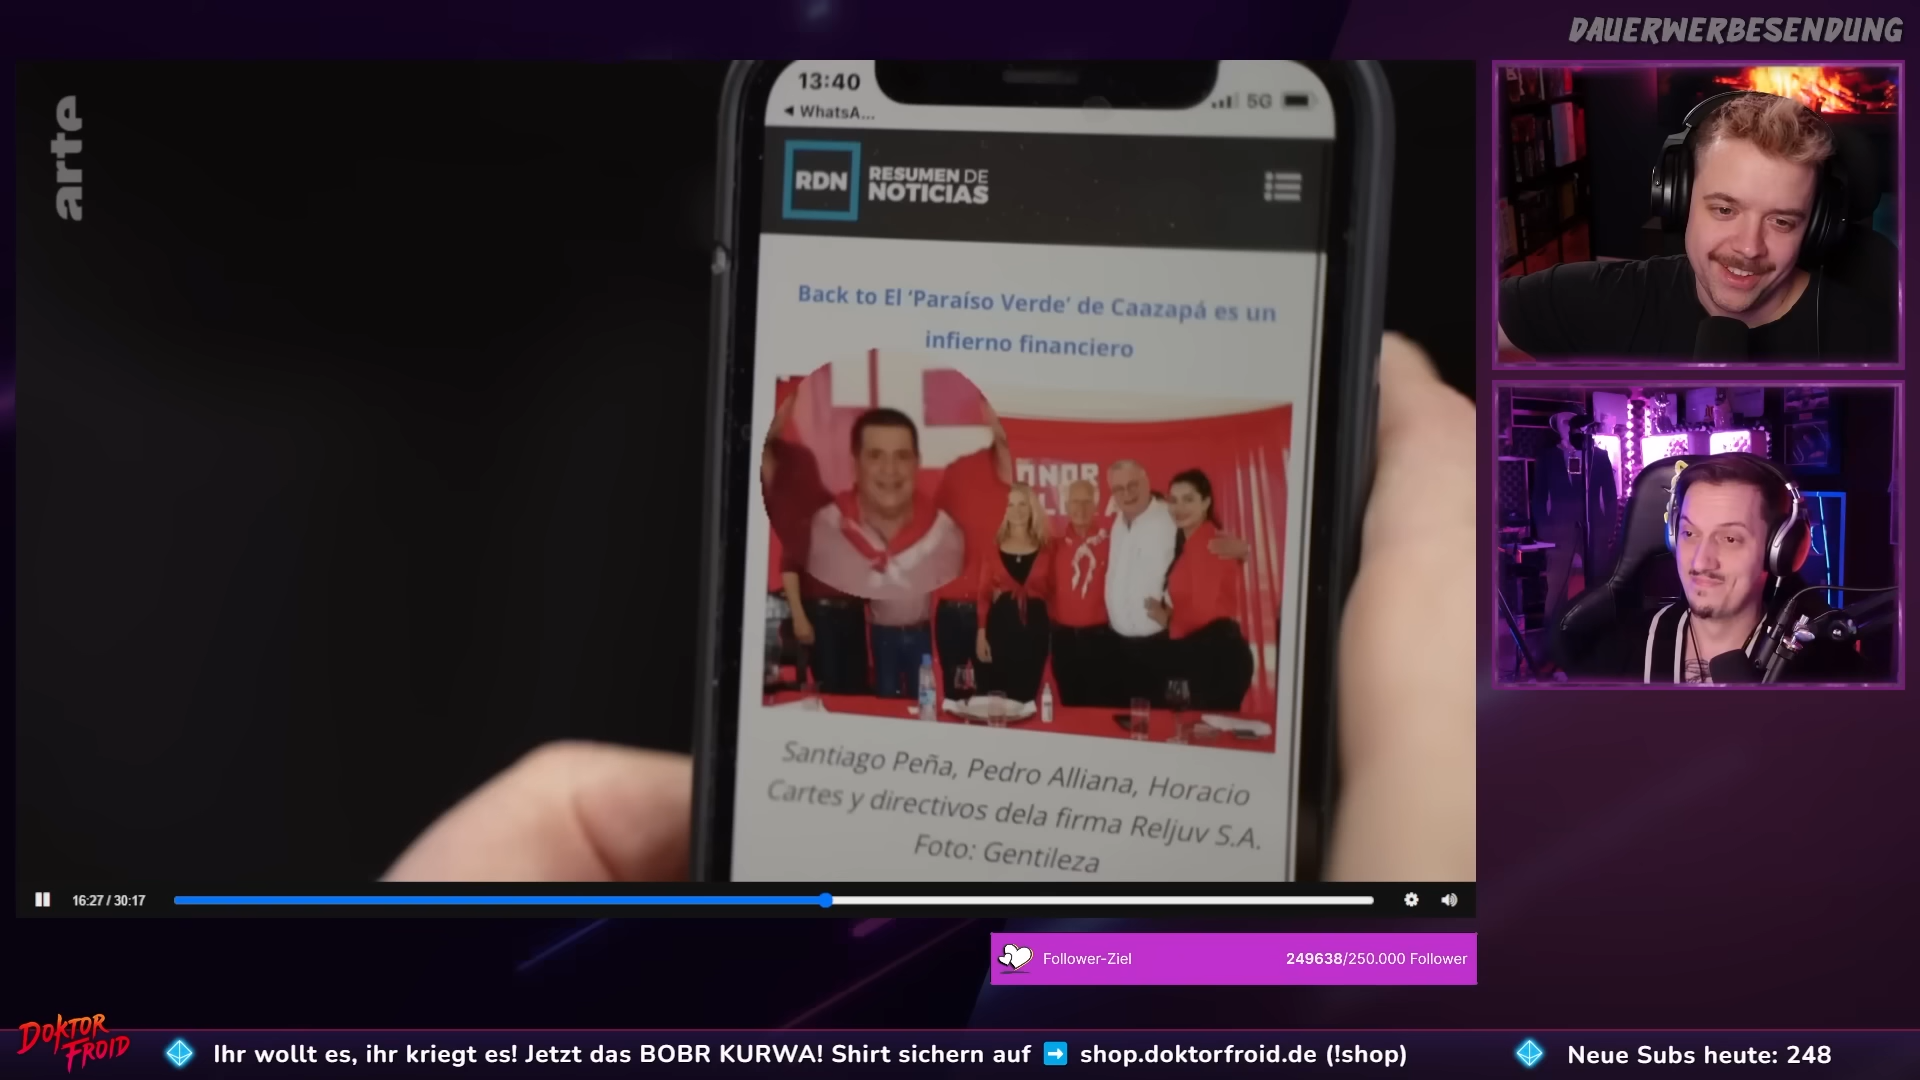 DAUERWERBESENDUNG
arte
13:40
WhatsA...
5G
RDN
RESUMEN DE
NOTICIAS
Back to El ‘Paraíso Verde’ de Caazapá es un
infierno financiero
Santiago Peña, Pedro Alliana, Horacio
Cartes y directivos dela firma Reljuv S.A.
Foto: Gentileza
16:27 / 30:17
Follower-Ziel
249638/250.000 Follower
DOKTOR
FROID
Ihr wollt es, ihr kriegt es! Jetzt das BOBR KURWA! Shirt sichern auf
shop.doktorfroid.de (!shop)
Neue Subs heute: 248